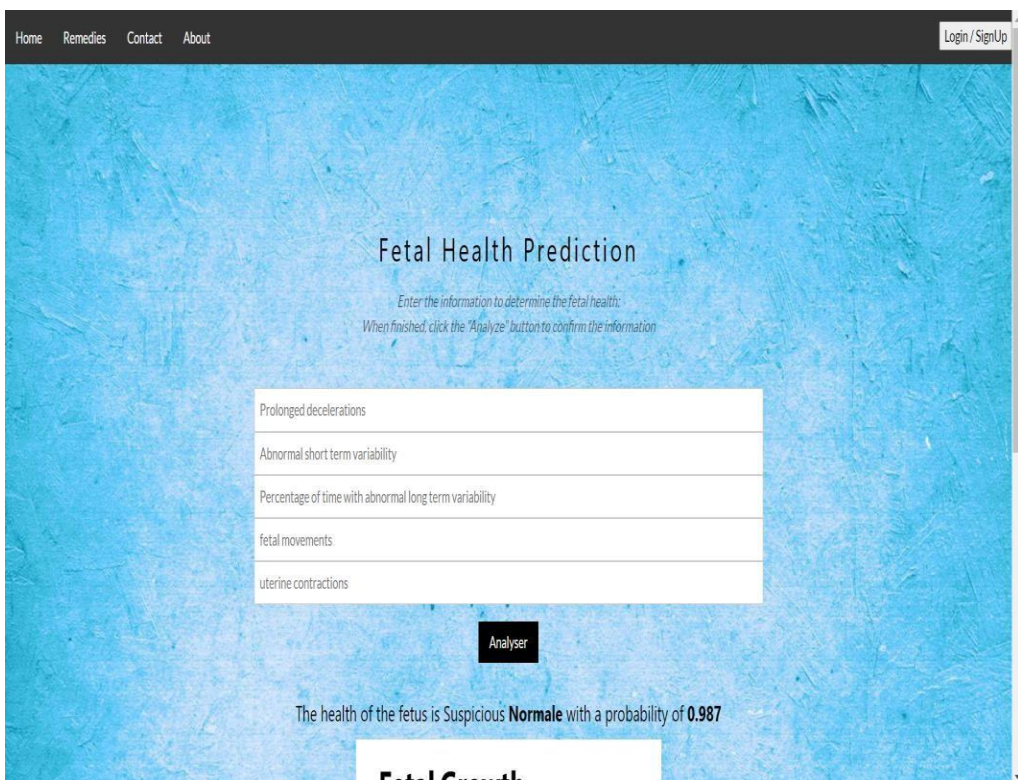 Home Remedies Contact About Login / SignUp
Fetal Health Prediction
Enter the information to determine the fetal health;
When finished, click the "Analyze" button to confirm the information
Prolonged decelerations
Abnormal short term variability
Percentage of time with abnormal long term variability
fetal movements
uterine contractions
Analyser
The health of the fetus is Suspicious Normale with a probability of 0.987
Fetal Growth